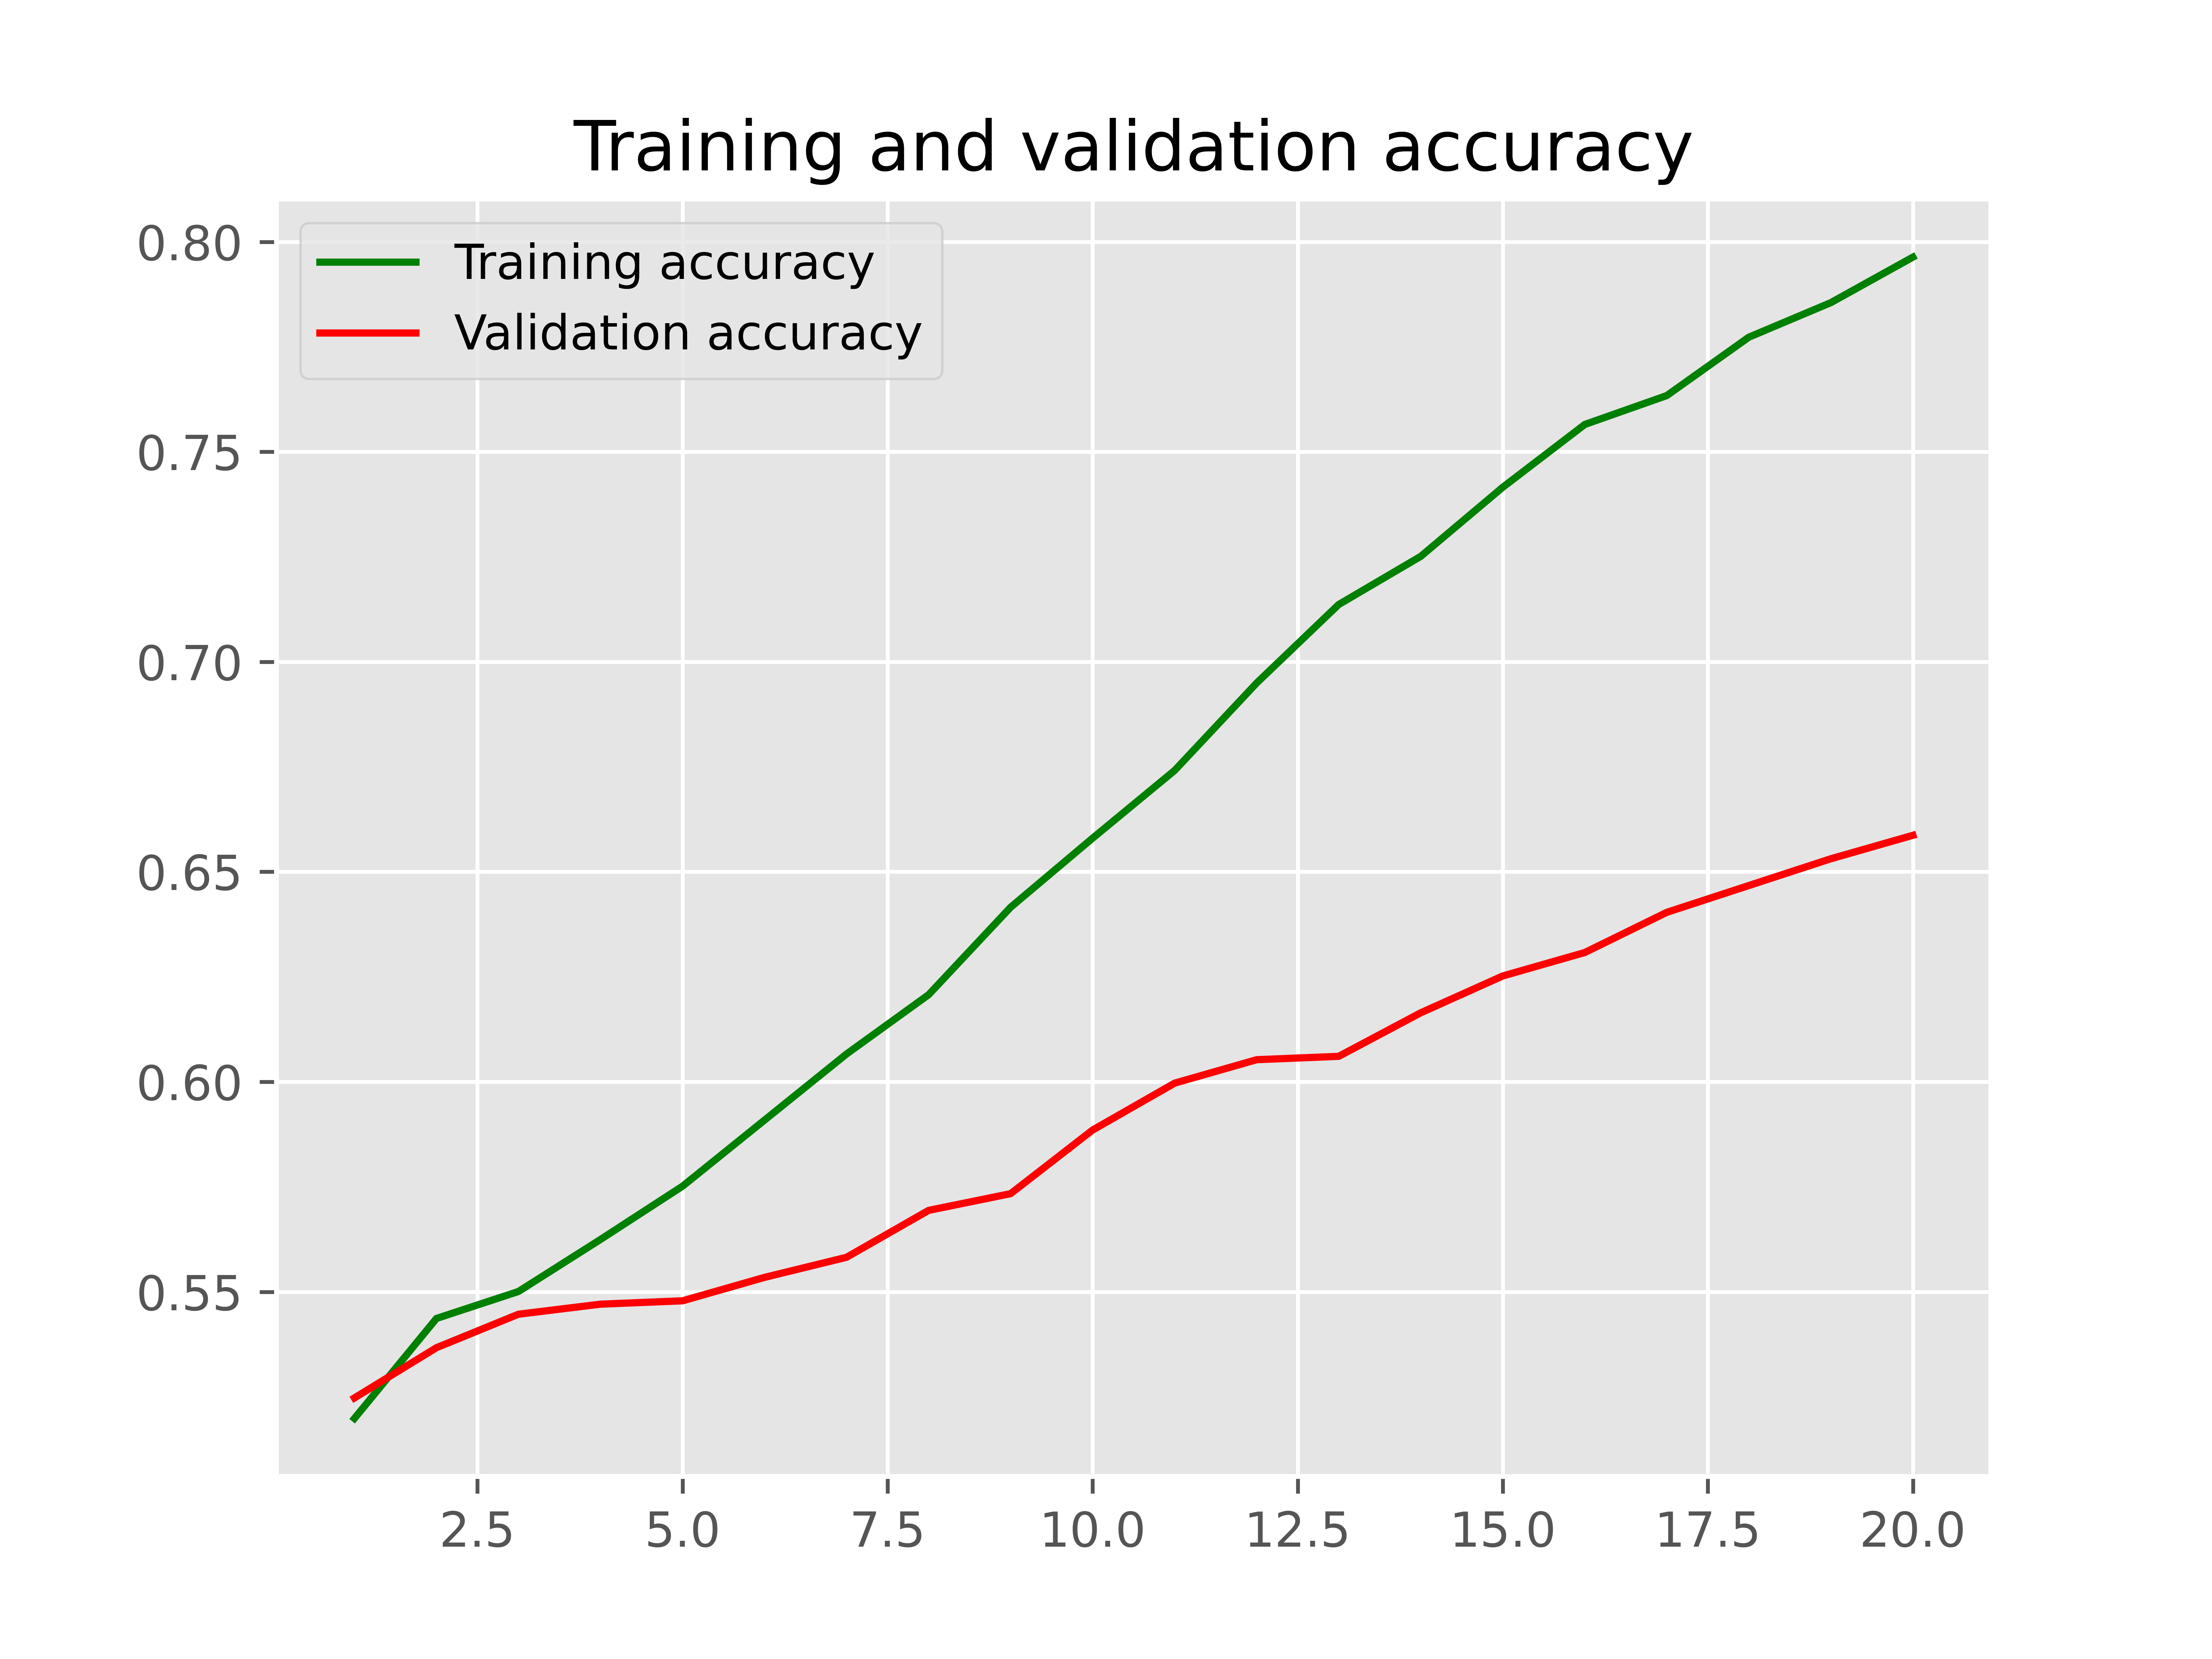 Training and validation accuracy
Training accuracy
Validation accuracy
0.80
0.75
0.70
0.65
0.60
0.55
2.5 5.0 7.5 10.0 12.5 15.0 17.5 20.0